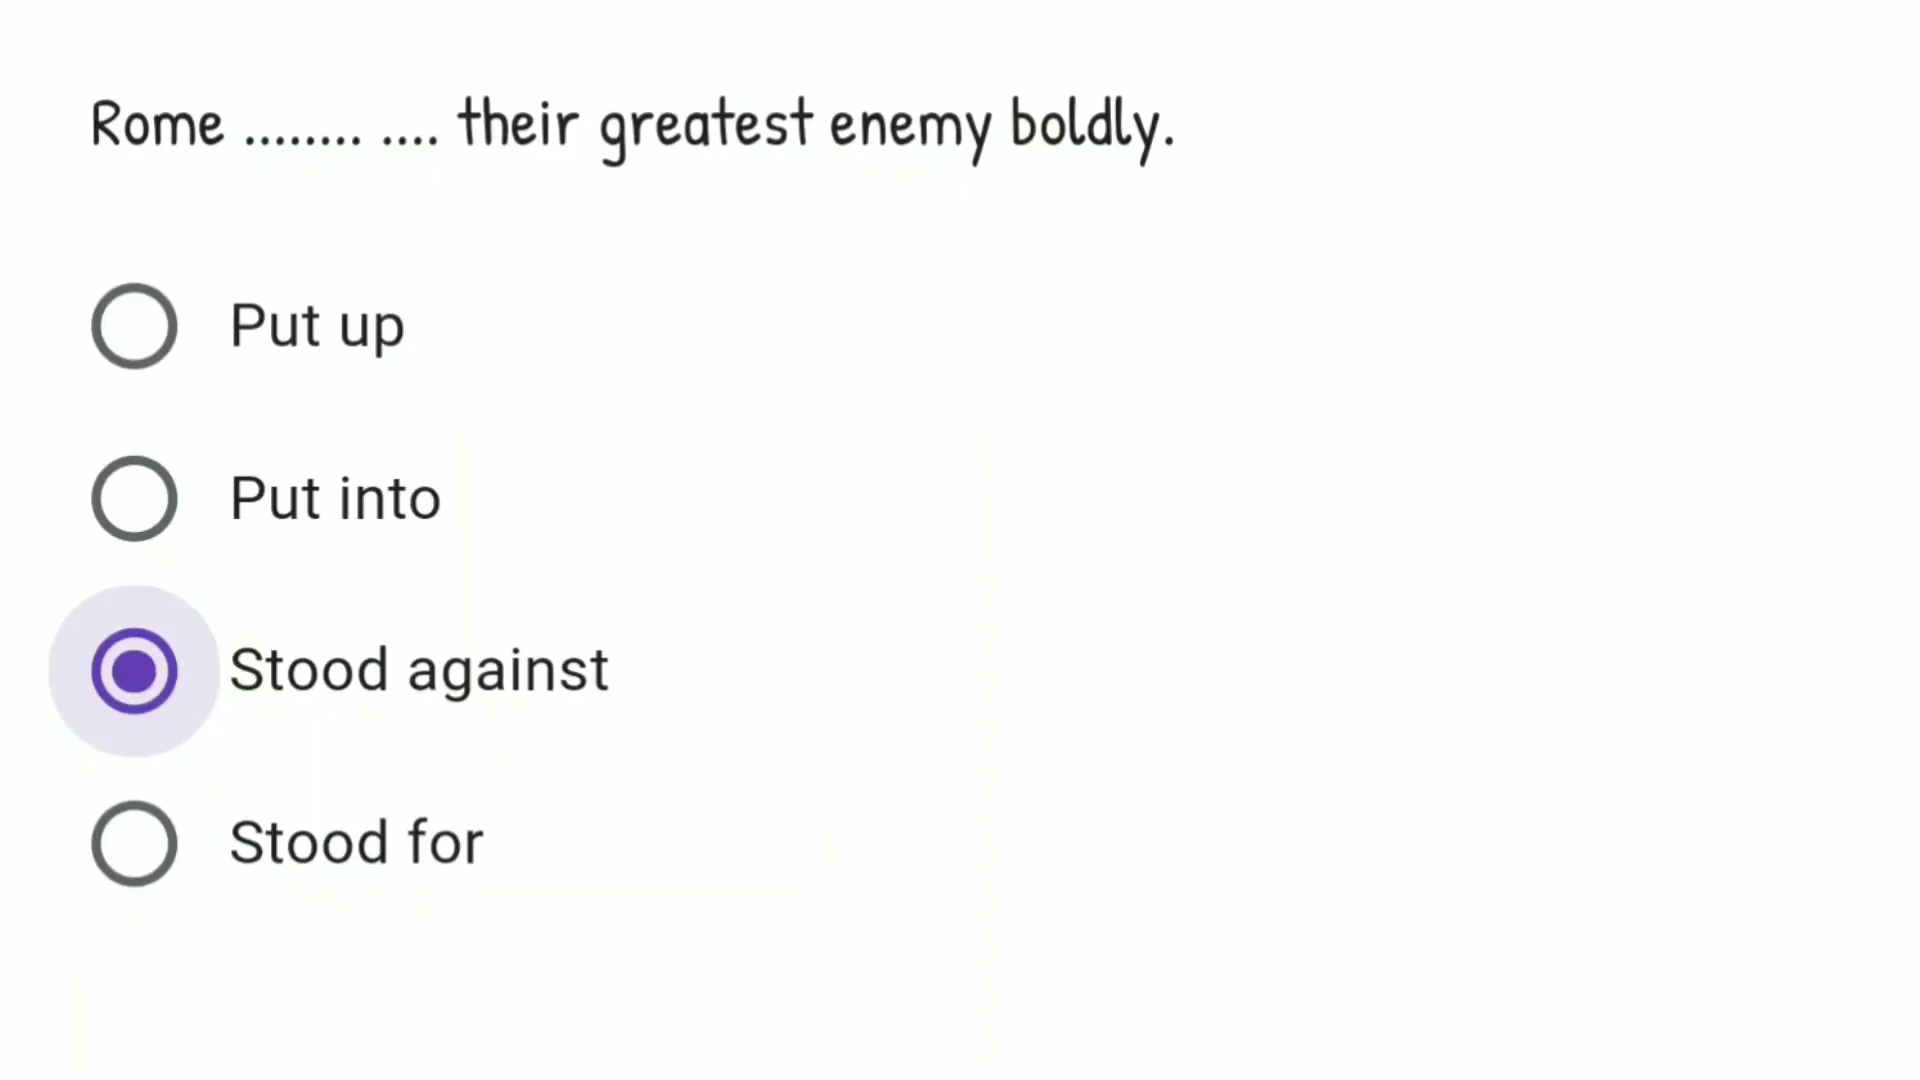 Rome ........ .... their greatest enemy boldly.
Put up
Put into
Stood against
Stood for